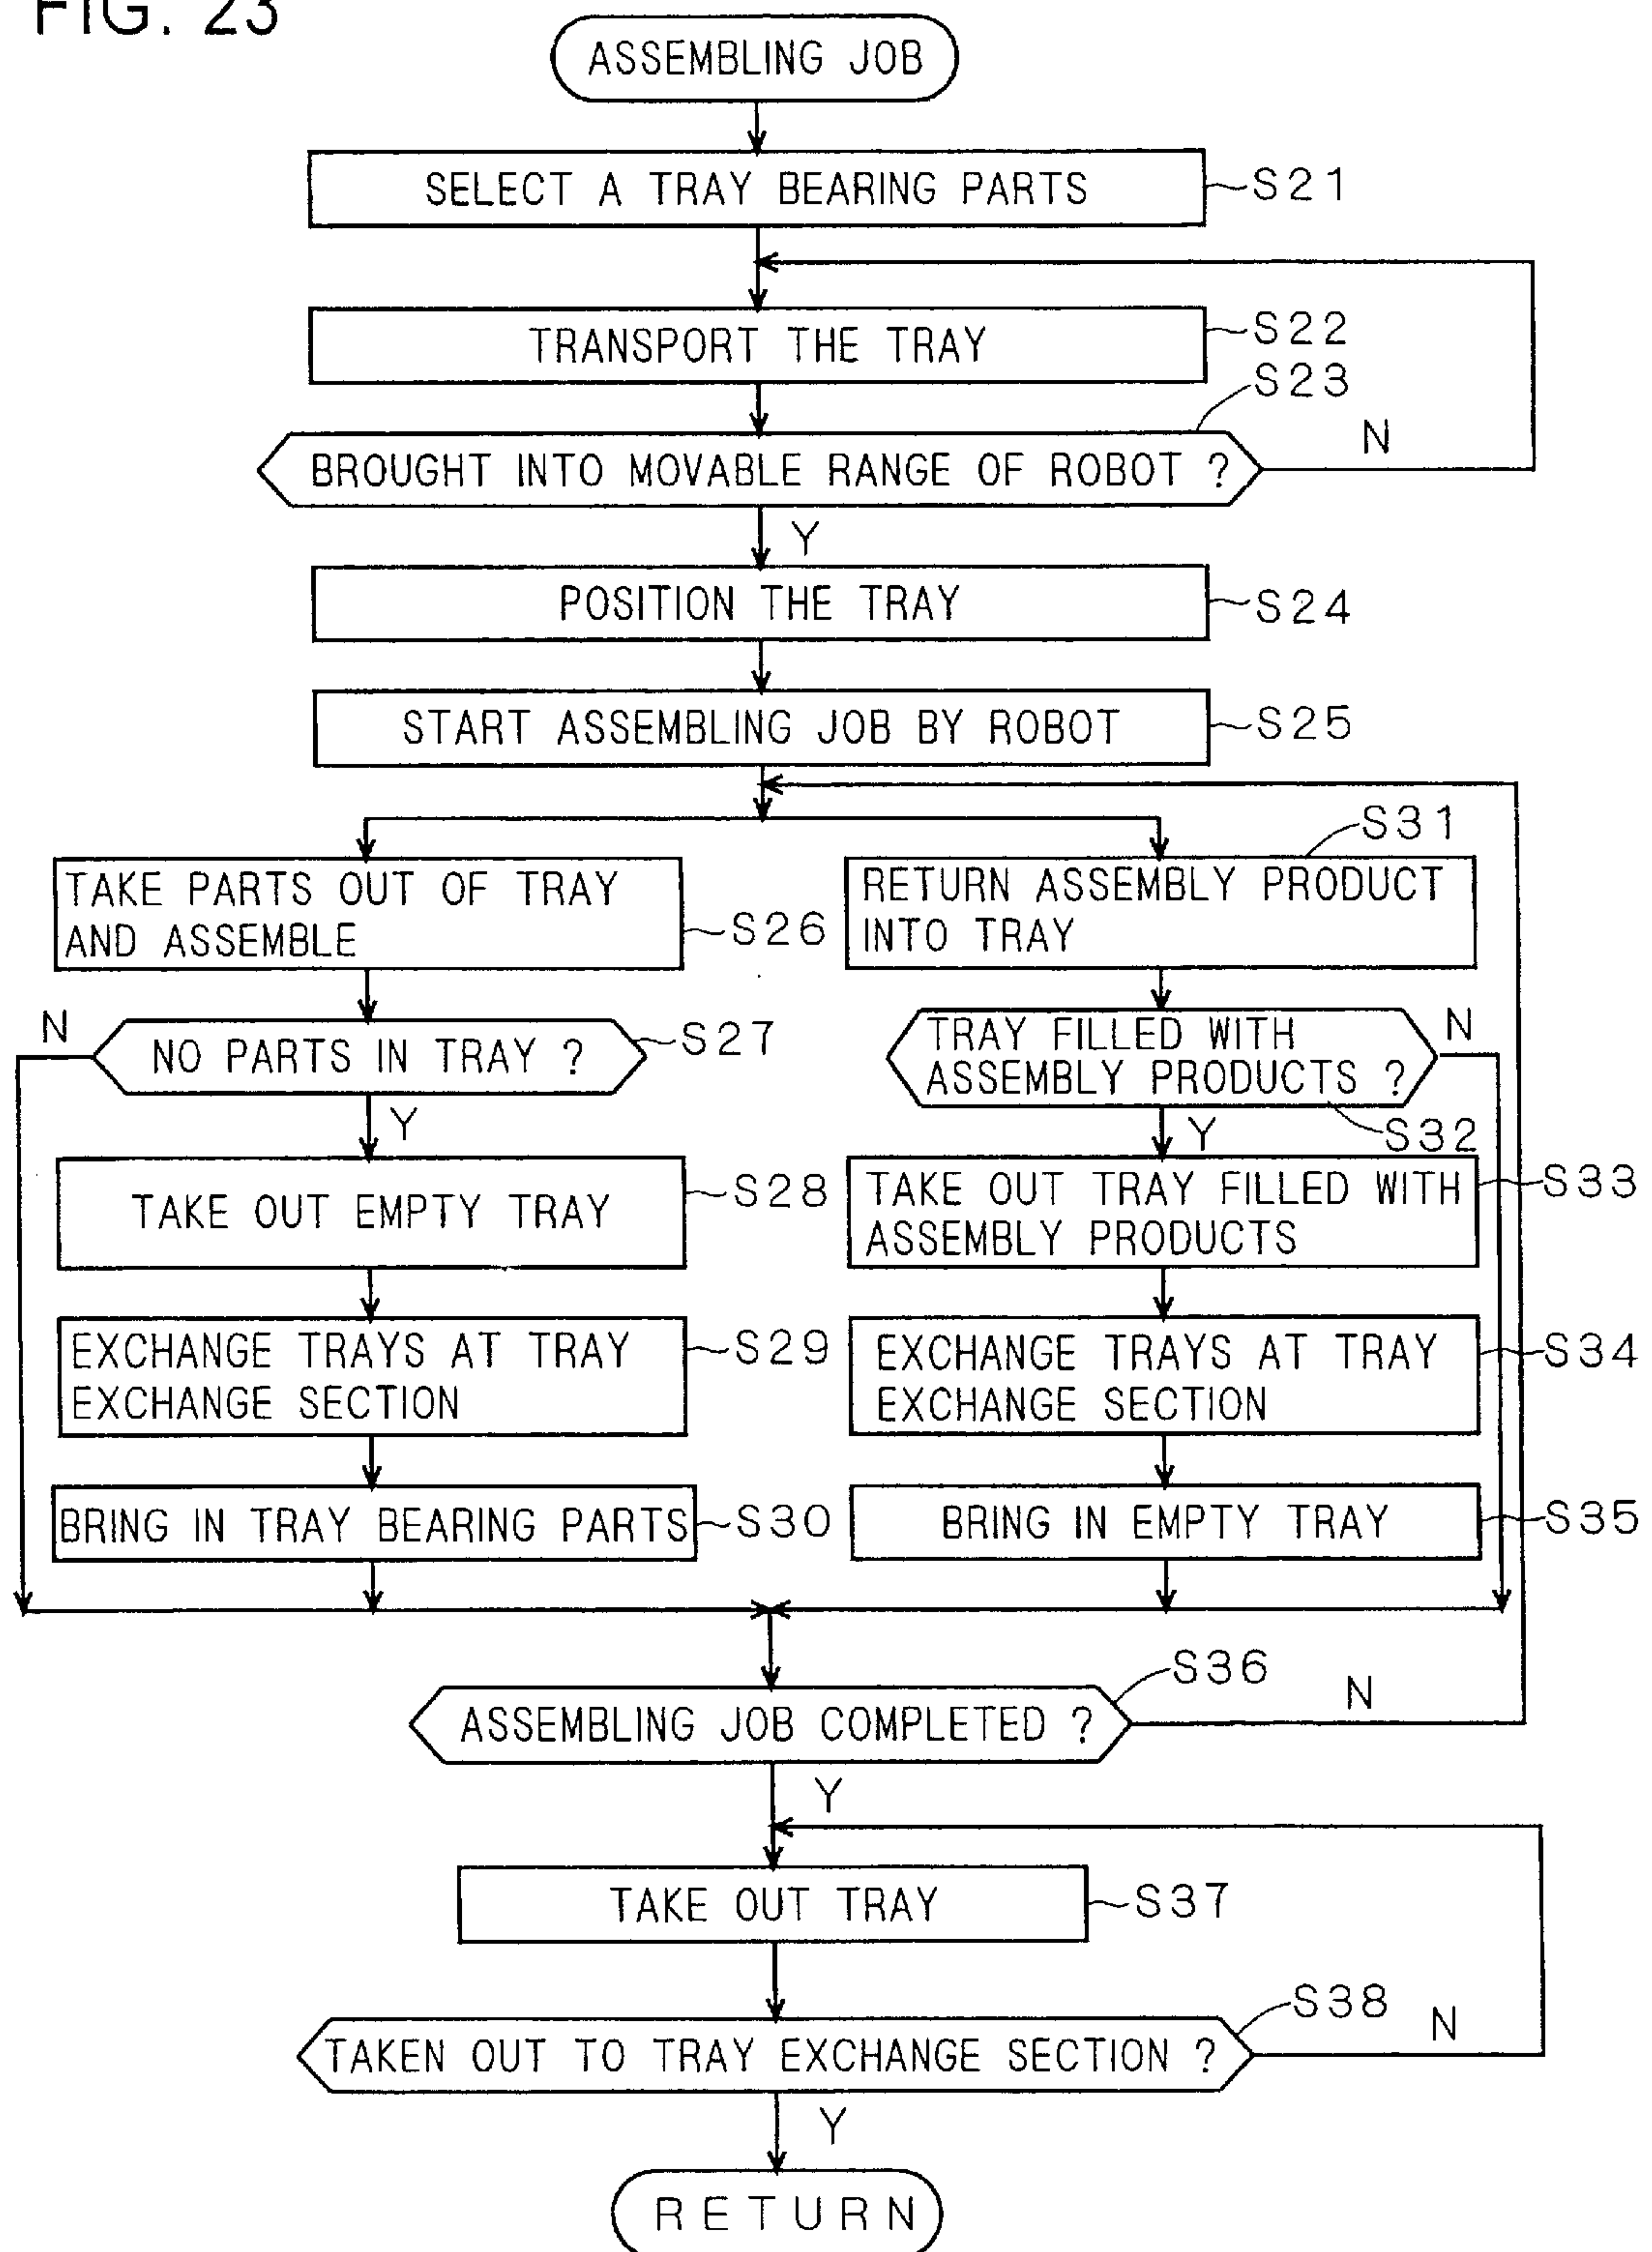 FIG. 23
ASSEMBLING JOB
SELECT A TRAY BEARING PARTS
S21
TRANSPORT THE TRAY
S22
S23
BROUGHT INTO MOVABLE RANGE OF ROBOT ?
N
Y
POSITION THE TRAY
S24
START ASSEMBLING JOB BY ROBOT
S25
TAKE PARTS OUT OF TRAY
AND ASSEMBLE
S26
N
NO PARTS IN TRAY ?
S27
Y
TAKE OUT EMPTY TRAY
S28
EXCHANGE TRAYS AT TRAY
EXCHANGE SECTION
S29
BRING IN TRAY BEARING PARTS
S30
S31
RETURN ASSEMBLY PRODUCT
INTO TRAY
TRAY FILLED WITH
ASSEMBLY PRODUCTS ?
N
S32
Y
TAKE OUT TRAY FILLED WITH
ASSEMBLY PRODUCTS
S33
EXCHANGE TRAYS AT TRAY
EXCHANGE SECTION
S34
BRING IN EMPTY TRAY
S35
S36
ASSEMBLING JOB COMPLETED ?
N
Y
TAKE OUT TRAY
S37
S38
TAKEN OUT TO TRAY EXCHANGE SECTION ?
N
Y
RETURN